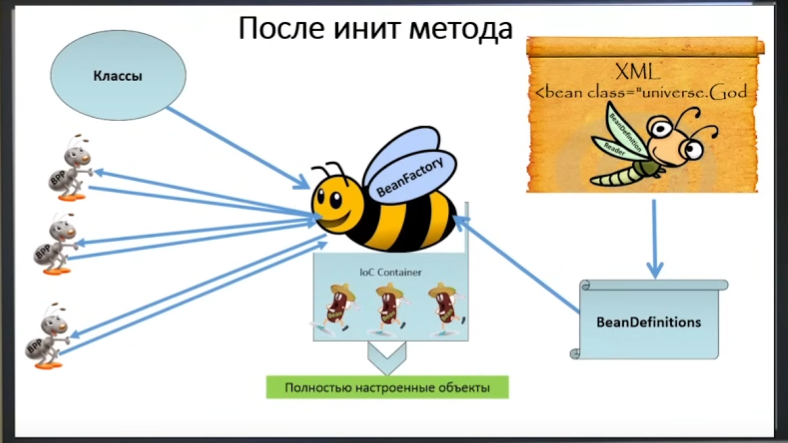 После инит метода
Классы
XML
<bean class="universe.God
BeanDefinition
Reader
BPP
BeanFactory
BPP
IoC Container
BeanDefinitions
BPP
Полностью настроенные объекты